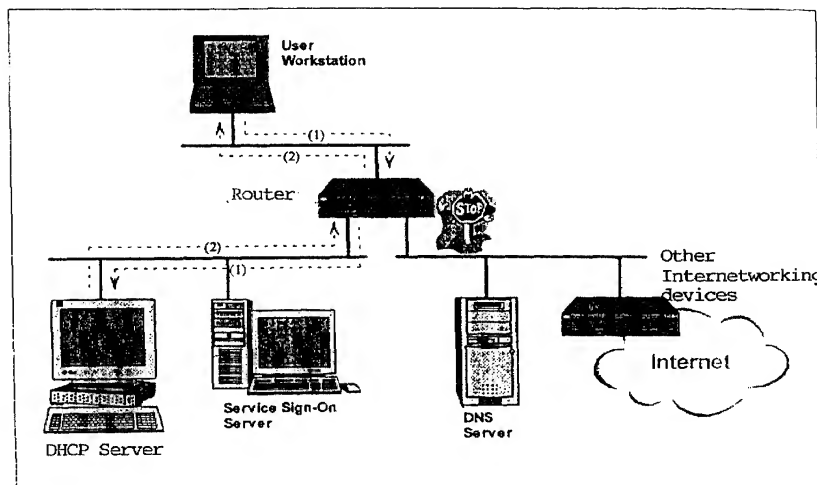 User
Workstation
(1)
(2)
Router
STOP
(2)
(1)
Other
Internetworking
devices
Internet
Service Sign-On
Server
DNS
Server
DHCP Server